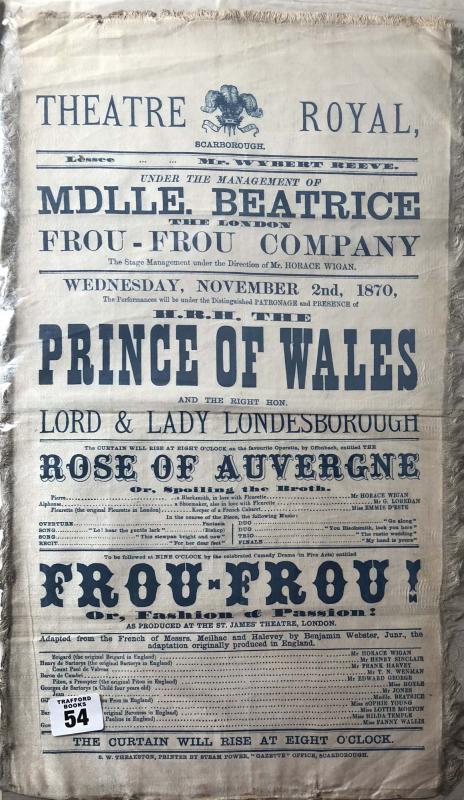 THEATRE ROYAL,
SCARBOROUGH.
Lessee ... ... Mr. WYBERT REEVE.
UNDER THE MANAGEMENT OF
MDLLE. BEATRICE
THE LONDON
FROU-FROU COMPANY
The Stage Management under the Direction of Mr. HORACE WIGAN.
WEDNESDAY, NOVEMBER 2nd, 1870,
The Performances will be under the Distinguished PATRONAGE and PRESENCE of
H.R.H. THE
PRINCE OF WALES
AND THE RIGHT HON.
LORD & LADY LONDESBOROUGH
The CURTAIN WILL RISE AT EIGHT O'CLOCK on the favourite Operetta, by Offenbach, entitled THE
ROSE OF AUVERGNE
Or, Spoiling the Broth.
Pierre a Blacksmith, in love with Fleurette Mr HORACE WIGAN
Alphonse a Shoemaker, also in love with Fleurette Mr G. LOREDAN
Fleurette (the original Fleurette in London) Keeper of a French Cabaret Miss EMMIE D'ESTE
In the course of the Piece, the following Music:
OVERTURE Fantasia DUO "Go along"
SONG "Lo! hear the gentle lark" (Bishop) DUO "You Blacksmith, look you here"
SONG "This stewpan bright and new" TRIO "The rustic wedding"
RECIT. "For her dear feet" FINALE "My hand is yours"
To be followed at NINE O'CLOCK by the celebrated Comedy Drama (in Five Acts) entitled
FROU-FROU!
Or, Fashion & Passion!
AS PRODUCED AT THE ST. JAMES' THEATRE, LONDON.
Adapted from the French of Messrs. Meilhac and Halevey by Benjamin Webster, Junr., the
adaptation originally produced in England.
Brigard (the original Brigard in England) Mr HORACE WIGAN
Henry de Sartorys (the original Sartorys in England) Mr HENRY SINCLAIR
Count Paul de Valreas Mr FRANK HARVEY
Baron de Cambri Mr T. N. WENMAN
Pitou, a Prompter (the original Pitou in England) Mr EDWARD GEORGE
Georges de Sartorys (a Child four years old) Miss HOYLE
Jean Mr JONES
Mdlle. BEATRICE
Miss SOPHIE YOUNG
in England) Miss LOTTIE MORTON
Miss HILDA TEMPLE
Pauline in England) Miss FANNY WALLIS
TRAFFORD
BOOKS
54
THE CURTAIN WILL RISE AT EIGHT O'CLOCK.
S. W. THEAKSTON, PRINTER BY STEAM POWER, "GAZETTE" OFFICE, SCARBOROUGH.